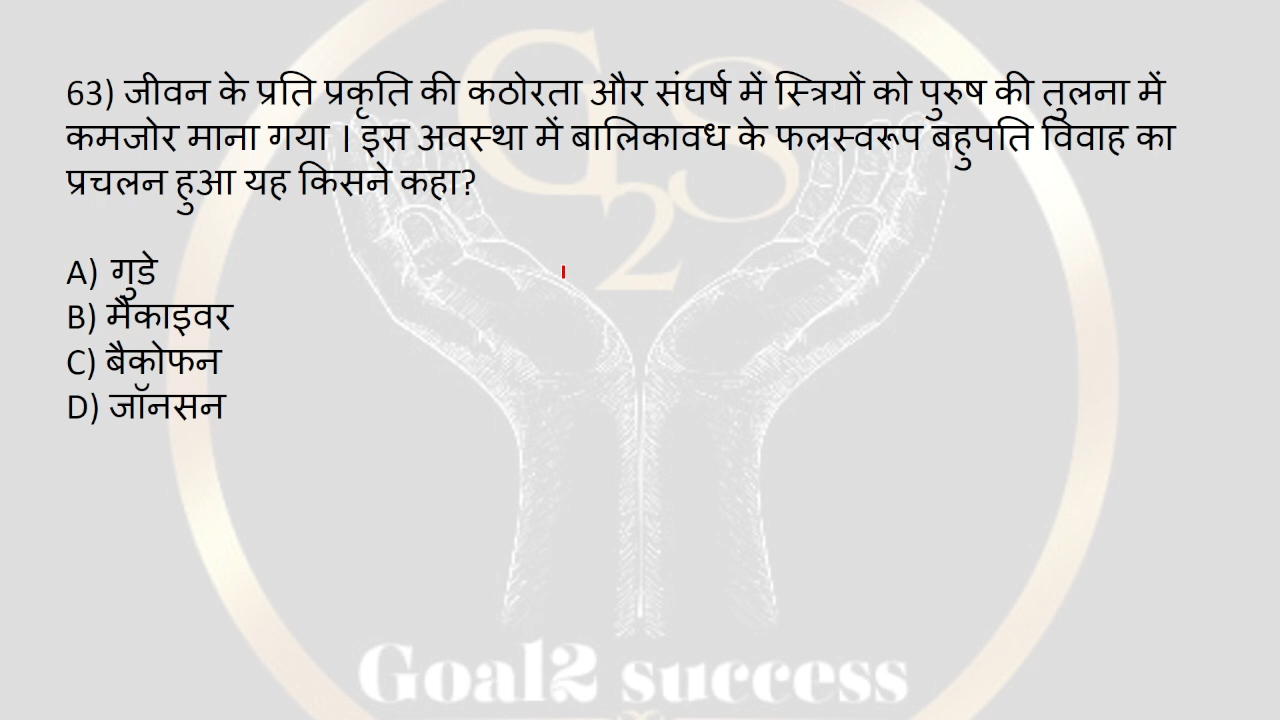 63) जीवन के प्रति प्रकृति की कठोरता और संघर्ष में स्त्रियों को पुरुष की तुलना में
कमजोर माना गया । इस अवस्था में बालिकावध के फलस्वरूप बहुपति विवाह का
प्रचलन हुआ यह किसने कहा?
A) गुडे
B) मैकाइवर
C) बैकोफन
D) जॉनसन
G2S
Goal2 success